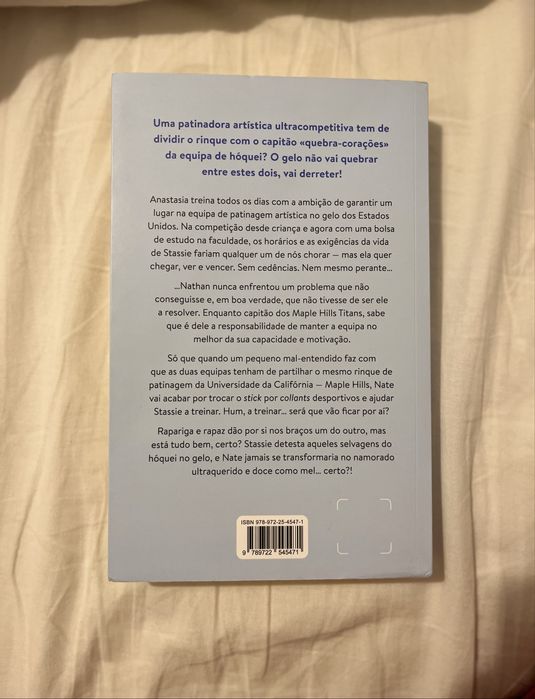 Uma patinadora artística ultracompetitiva tem de
dividir o rinque com o capitão «quebra-corações»
da equipa de hóquei? O gelo não vai quebrar
entre estes dois, vai derreter!
Anastasia treina todos os dias com a ambição de garantir um
lugar na equipa de patinagem artística no gelo dos Estados
Unidos. Na competição desde criança e agora com uma bolsa
de estudo na faculdade, os horários e as exigências da vida
de Stassie fariam qualquer um de nós chorar — mas ela quer
chegar, ver e vencer. Sem cedências. Nem mesmo perante...
...Nathan nunca enfrentou um problema que não
conseguisse e, em boa verdade, que não tivesse de ser ele
a resolver. Enquanto capitão dos Maple Hills Titans, sabe
que é dele a responsabilidade de manter a equipa no
melhor da sua capacidade e motivação.
Só que quando um pequeno mal-entendido faz com
que as duas equipas tenham de partilhar o mesmo rinque de
patinagem da Universidade da Califórnia — Maple Hills, Nate
vai acabar por trocar o stick por collants desportivos e ajudar
Stassie a treinar. Hum, a treinar... será que vão ficar por aí?
Rapariga e rapaz dão por si nos braços um do outro, mas
está tudo bem, certo? Stassie detesta aqueles selvagens do
hóquei no gelo, e Nate jamais se transformaria no namorado
ultraquerido e doce como mel... certo?!
ISBN 978-972-25-4547-1
9 789722 545471